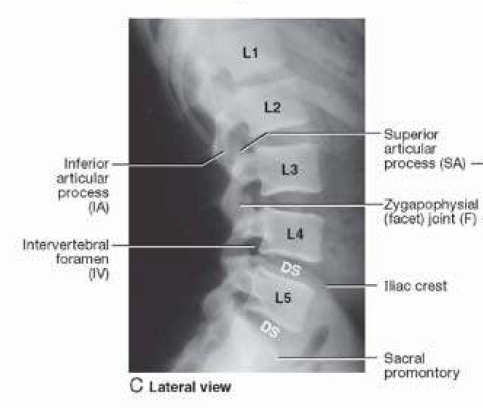 L1
L2
Superior
articular
process (SA)
Inferior
articular
process
(IA)
L3
Zygapophysial
(facet) joint (F)
L4
Intervertebral
foramen
(IV)
DS
Iliac crest
L5
DS
Sacral
promontory
C Lateral view